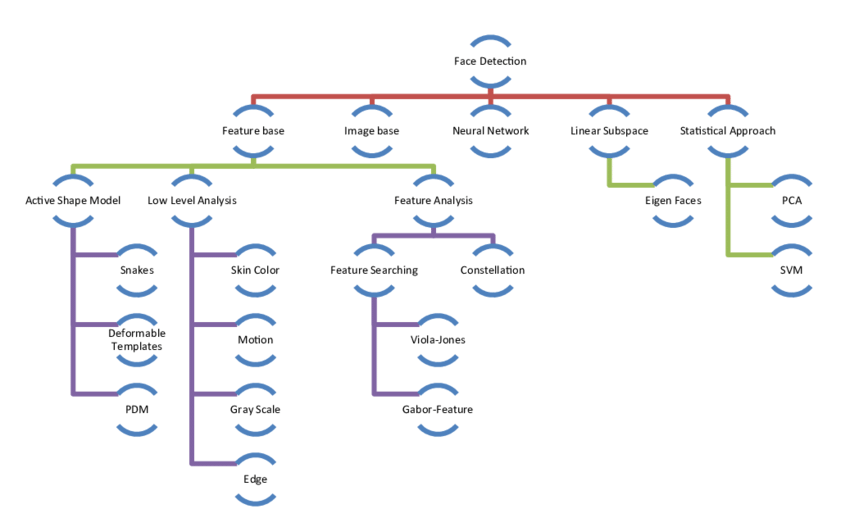 Face Detection
Feature base
Image base
Neural Network
Linear Subspace
Statistical Approach
Active Shape Model
Low Level Analysis
Feature Analysis
Eigen Faces
PCA
Snakes
Skin Color
Feature Searching
Constellation
SVM
Deformable
Templates
Motion
Viola-Jones
PDM
Gray Scale
Gabor-Feature
Edge